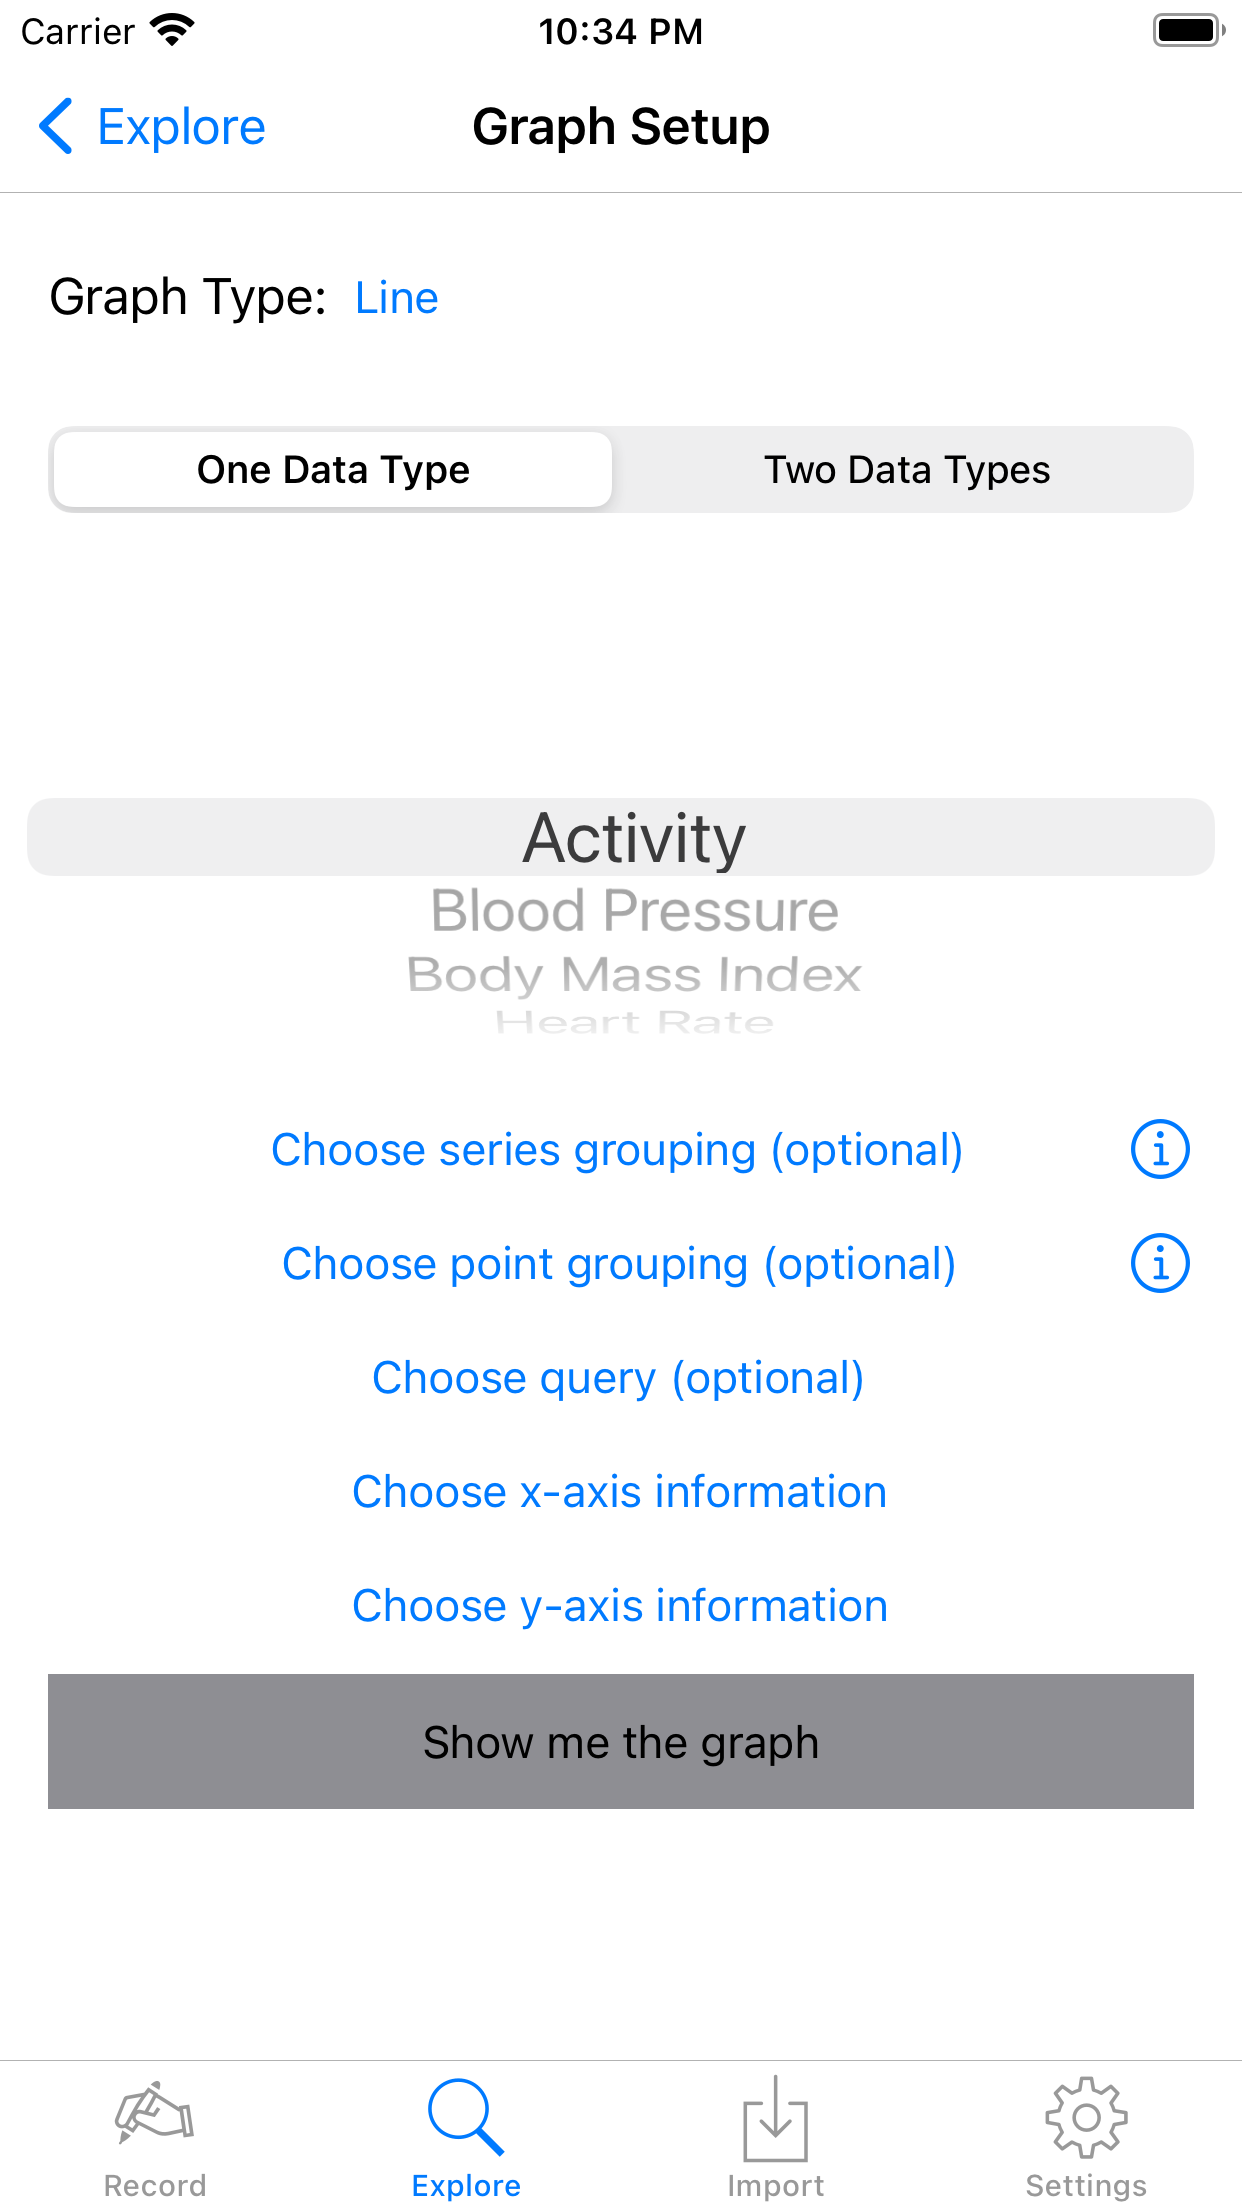 Carrier 10:34 PM
Explore Graph Setup
Graph Type: Line
One Data Type Two Data Types
Activity
Blood Pressure
Body Mass Index
Heart Rate
Choose series grouping (optional)
Choose point grouping (optional)
Choose query (optional)
Choose x-axis information
Choose y-axis information
Show me the graph
Record Explore Import Settings